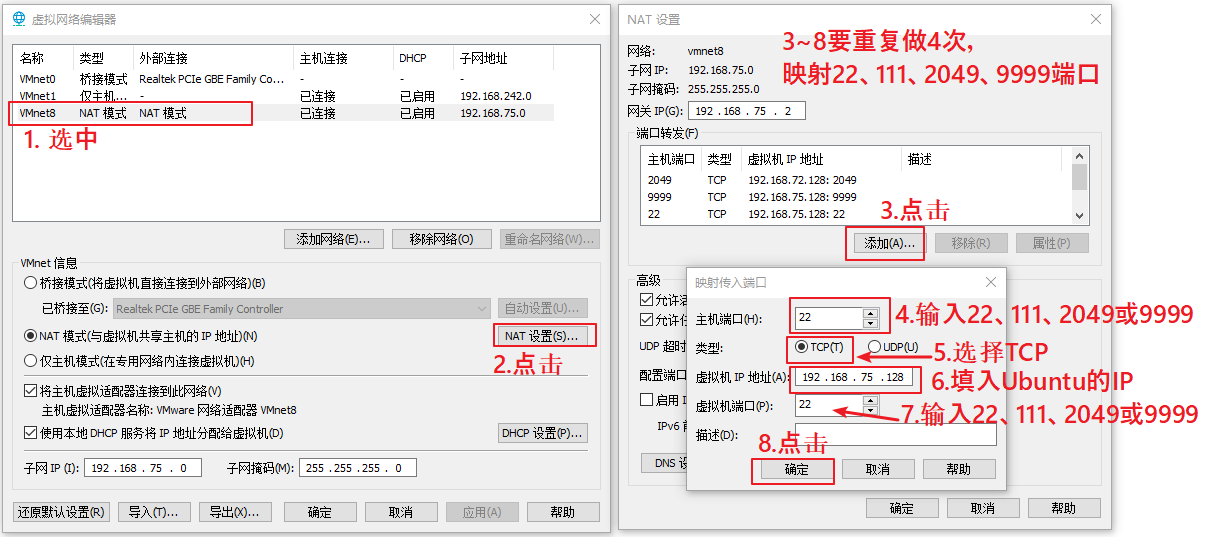 虚拟网络编辑器
名称 类型 外部连接 主机连接 DHCP 子网地址
VMnet0 桥接模式 Realtek PCIe GBE Family Co... - - -
VMnet1 仅主机... - 已连接 已启用 192.168.242.0
VMnet8 NAT 模式 NAT 模式 已连接 已启用 192.168.75.0
1. 选中
添加网络(E)... 移除网络(O) 重命名网络(W)...
VMnet 信息
桥接模式(将虚拟机直接连接到外部网络)(B)
已桥接至(G): Realtek PCIe GBE Family Controller 自动设置(U)...
NAT 模式(与虚拟机共享主机的 IP 地址)(N) NAT 设置(S)...
2.点击
仅主机模式(在专用网络内连接虚拟机)(H)
将主机虚拟适配器连接到此网络(V)
主机虚拟适配器名称: VMware 网络适配器 VMnet8
使用本地 DHCP 服务将 IP 地址分配给虚拟机(D) DHCP 设置(P)...
子网 IP (I): 192 . 168 . 75 . 0 子网掩码(M): 255 . 255 . 255 . 0
还原默认设置(R) 导入(T)... 导出(X)... 确定 取消 应用(A) 帮助
NAT 设置
网络: vmnet8
子网 IP: 192.168.75.0
子网掩码: 255.255.255.0
网关 IP(G): 192 . 168 . 75 . 2
3~8要重复做4次，
映射22、111、2049、9999端口
端口转发(F)
主机端口 类型 虚拟机 IP 地址 描述
2049 TCP 192.168.72.128: 2049
9999 TCP 192.168.75.128: 9999
22 TCP 192.168.75.128: 22
3.点击
添加(A)... 移除(R) 属性(P)
高级
允许活
允许任
UDP 超时
配置端口
启用 I
IPv6 前
DNS 设
映射传入端口
主机端口(H): 22
4.输入22、111、2049或9999
类型: TCP(T) UDP(U)
5.选择TCP
虚拟机 IP 地址(A): 192 . 168 . 75 . 128
6.填入Ubuntu的IP
虚拟机端口(P): 22
7.输入22、111、2049或9999
描述(D):
8.点击
确定 取消 帮助
确定 取消 帮助